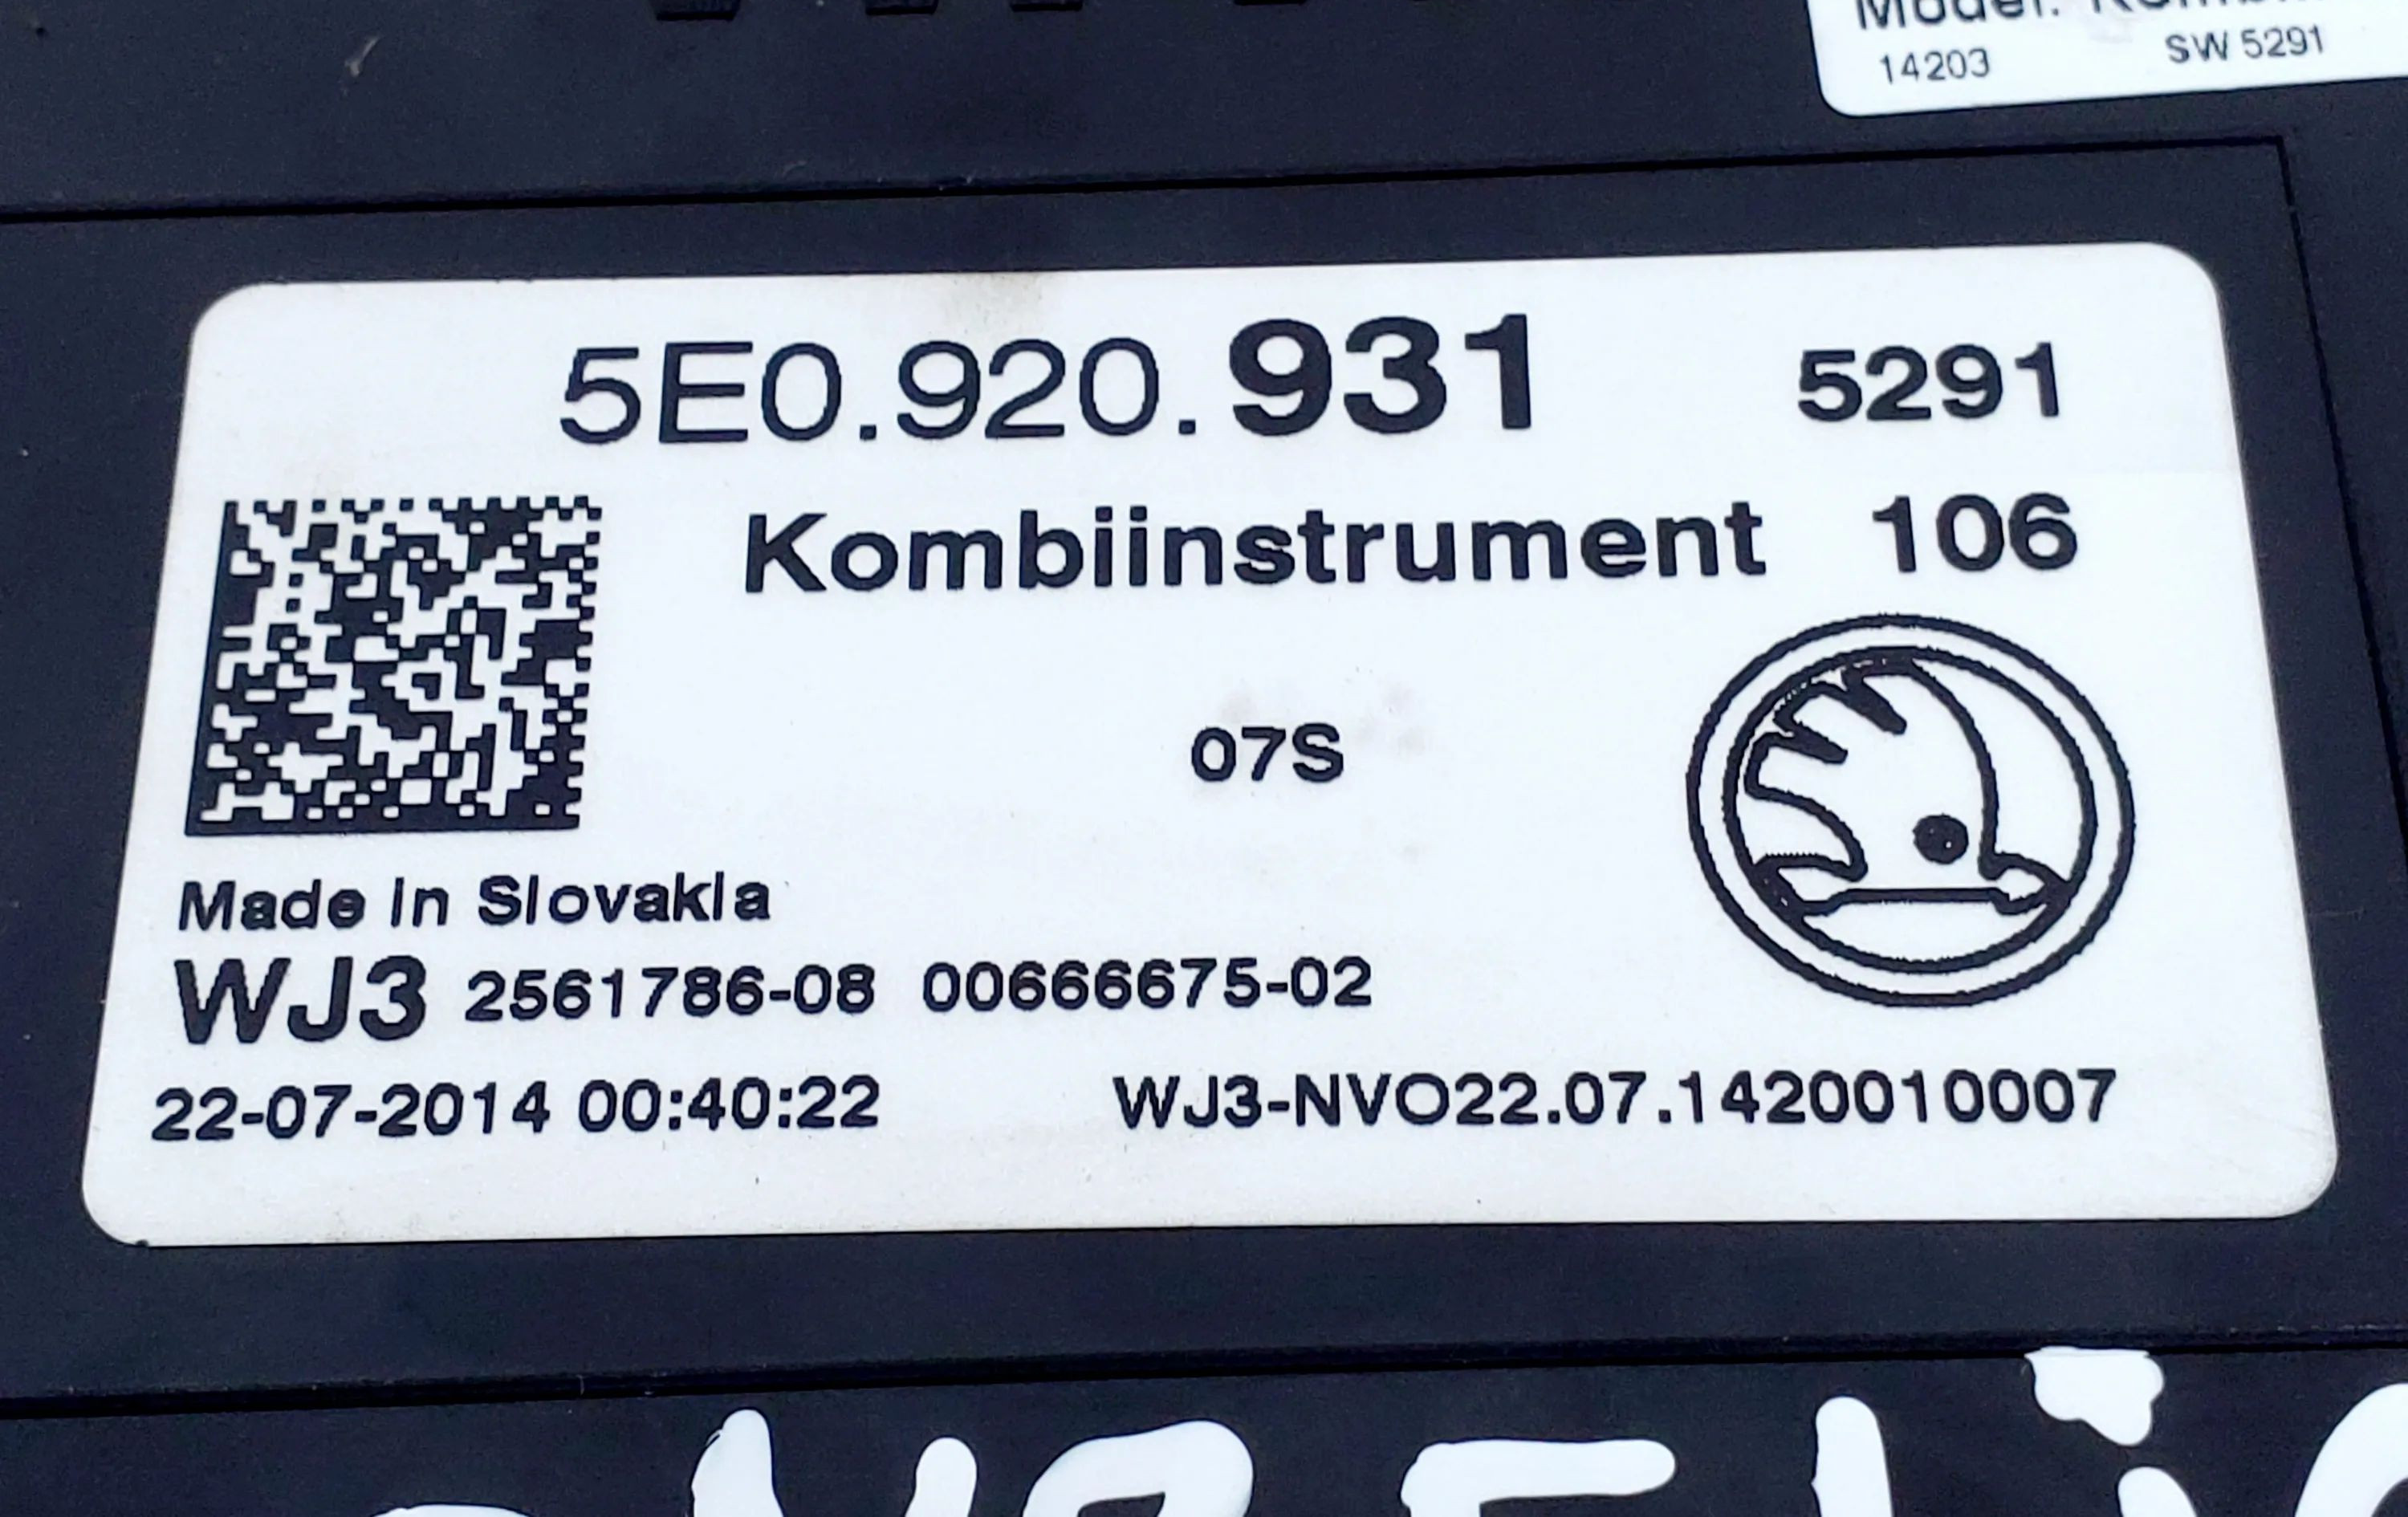 14203 SW 5291
5E0.920.931 5291
Kombiinstrument 106
07S
Made in Slovakia
WJ3 2561786-08 00666675-02
22-07-2014 00:40:22 WJ3-NVO22.07.1420010007